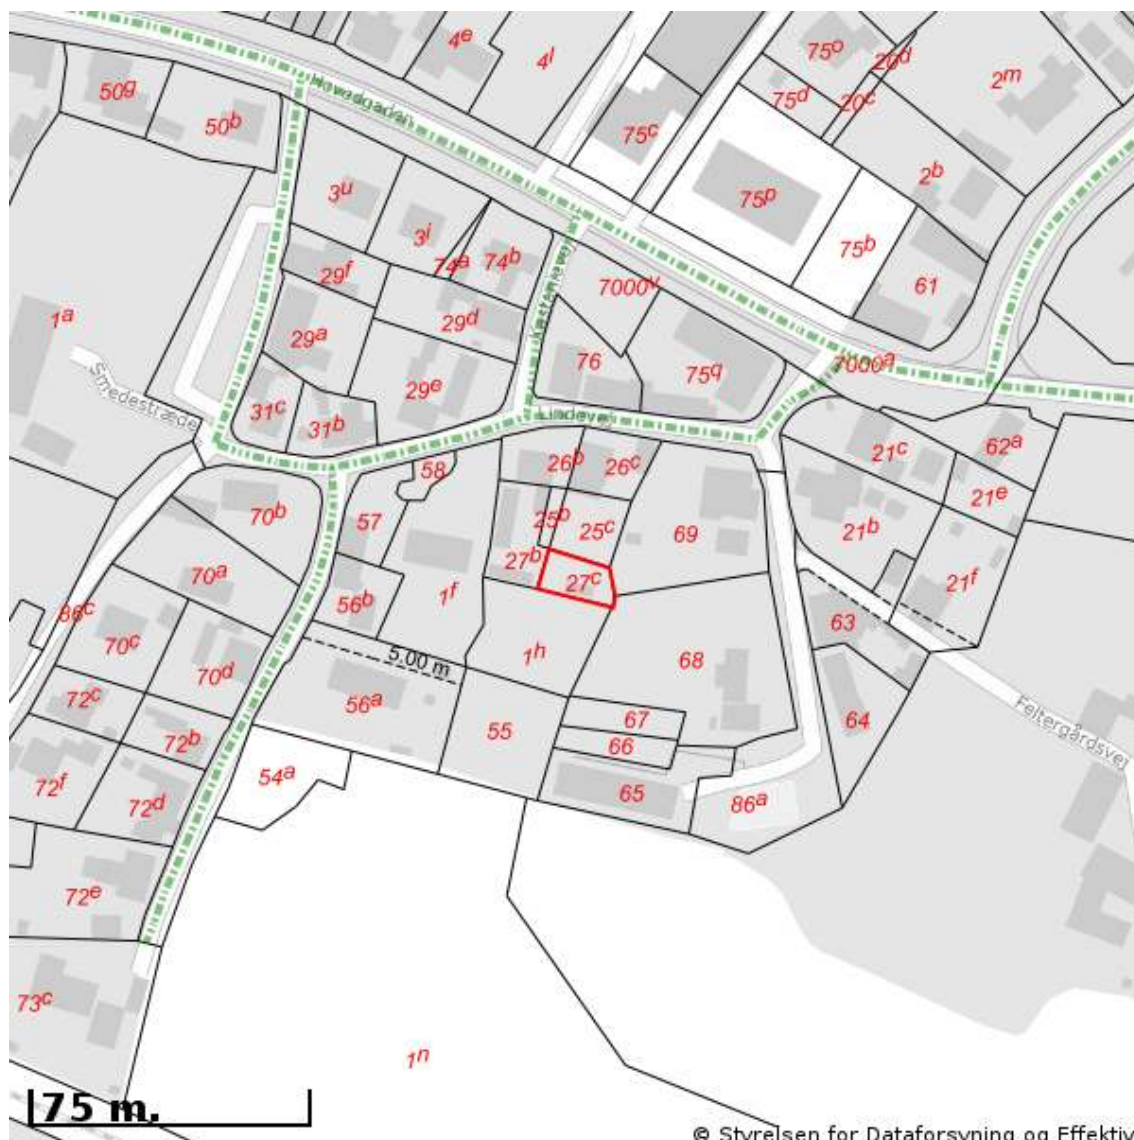 4e
4l
75o
20d
2m
50g
50b
Hovedgaden
75d
20c
75c
2b
3u
3i
75p
74a
74b
75b
29f
7000v
61
1a
29a
29d
Kastanievej
29e
76
75q
7000q
Smedestræde
31c
31b
Lindevej
58
26b
26c
21c
62a
70b
57
25b
25c
69
21e
21b
70a
27b
27c
21f
86c
56b
1f
63
70c
5.00 m
1h
68
70d
72c
56a
67
64
Feltergårdsvej
72b
55
66
72f
54a
65
86a
72d
72e
73c
1n
75 m.
© Styrelsen for Dataforsyning og Effektiv